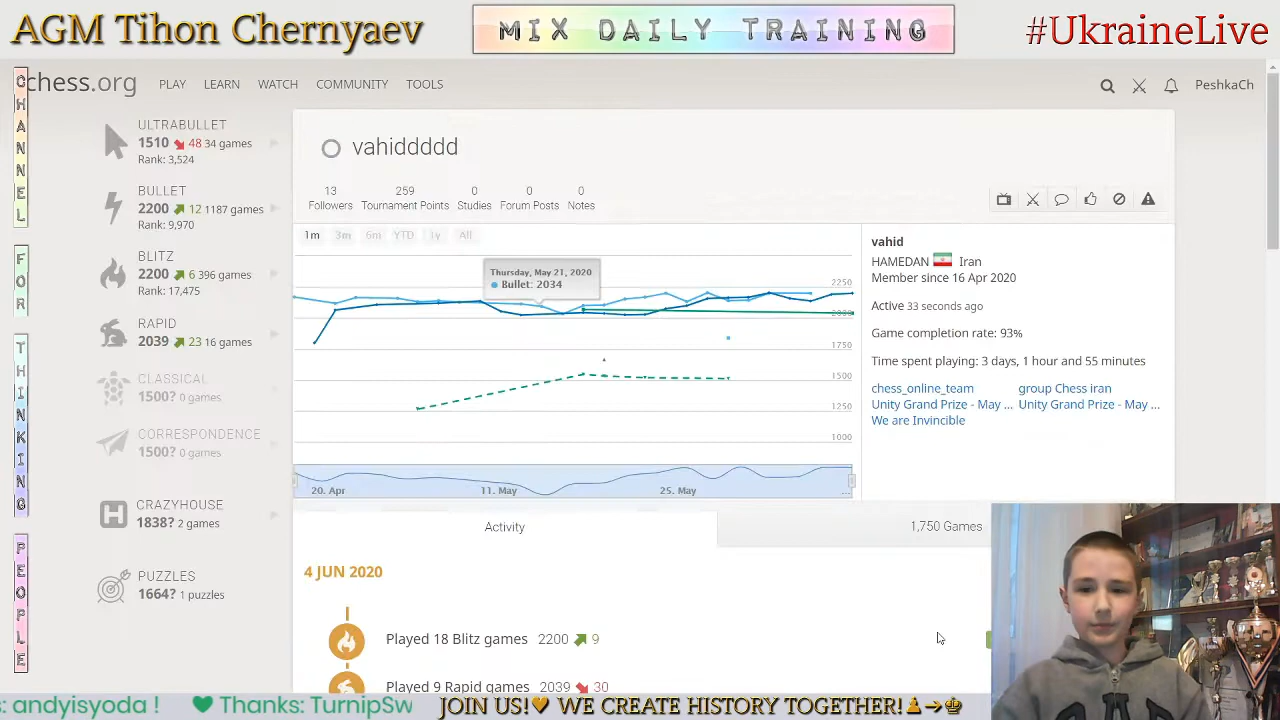 AGM Tihon Chernyaev
MIX DAILY TRAINING
#UkraineLive
CHANNEL
FOR
THINKING
PEOPLE
chess.org
PLAY LEARN WATCH COMMUNITY TOOLS
PeshkaCh
ULTRABULLET
1510 48 34 games
Rank: 3,524
BULLET
2200 12 1187 games
Rank: 9,970
BLITZ
2200 6 396 games
Rank: 17,475
RAPID
2039 23 16 games
CLASSICAL
1500? 0 games
CORRESPONDENCE
1500? 0 games
CRAZYHOUSE
1838? 2 games
PUZZLES
1664? 1 puzzles
vahiddddd
13 259 0 0 0
Followers Tournament Points Studies Forum Posts Notes
1m 3m 6m YTD 1y All
Thursday, May 21, 2020
Bullet: 2034
2250
2000
1750
1500
1250
1000
20. Apr 11. May 25. May ...
vahid
HAMEDAN Iran
Member since 16 Apr 2020
Active 33 seconds ago
Game completion rate: 93%
Time spent playing: 3 days, 1 hour and 55 minutes
chess_online_team group Chess iran
Unity Grand Prize - May ... Unity Grand Prize - May ...
We are Invincible
Activity 1,750 Games
4 JUN 2020
Played 18 Blitz games 2200 9
Played 9 Rapid games 2039 30
s: andyisyoda ! Thanks: TurnipSw
JOIN US! WE CREATE HISTORY TOGETHER!